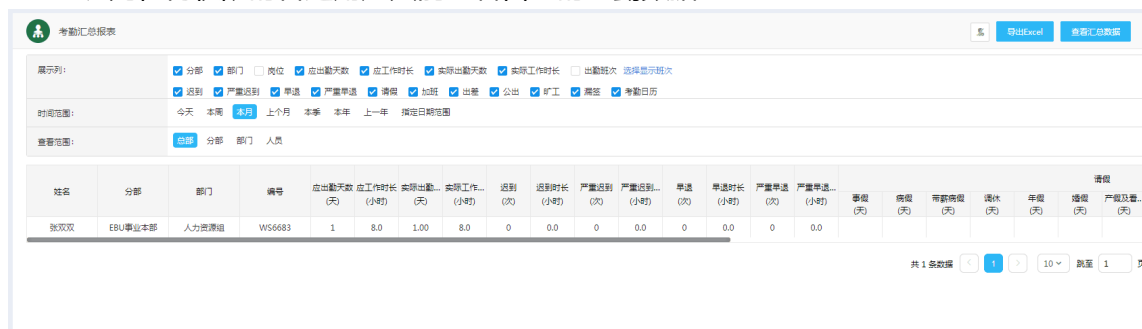 考勤汇总报表 导出Excel 查看汇总数据
展示列： 分部 部门 岗位 应出勤天数 应工作时长 实际出勤天数 实际工作时长 出勤班次 选择显示班次
迟到 严重迟到 早退 严重早退 请假 加班 出差 公出 旷工 漏签 考勤日历
时间范围： 今天 本周 本月 上个月 本季 本年 上一年 指定日期范围
查看范围： 总部 分部 部门 人员
请假
姓名 分部 部门 编号 应出勤天数 应工作时长 实际出勤... 实际工作... 迟到 迟到时长 严重迟到 严重迟到... 早退 早退时长 严重早退 严重早退... 事假 病假 带薪病假 调休 年假 婚假 产假及看...
(天) (小时) (天) (小时) (次) (小时) (次) (小时) (次) (小时) (次) (小时) (天) (天) (天) (天) (天) (天) (天)
张双双 EBU事业本部 人力资源组 WS6683 1 8.0 1.00 8.0 0 0.0 0 0.0 0 0.0 0 0.0
共1条数据 < 1 > 10 跳至 1